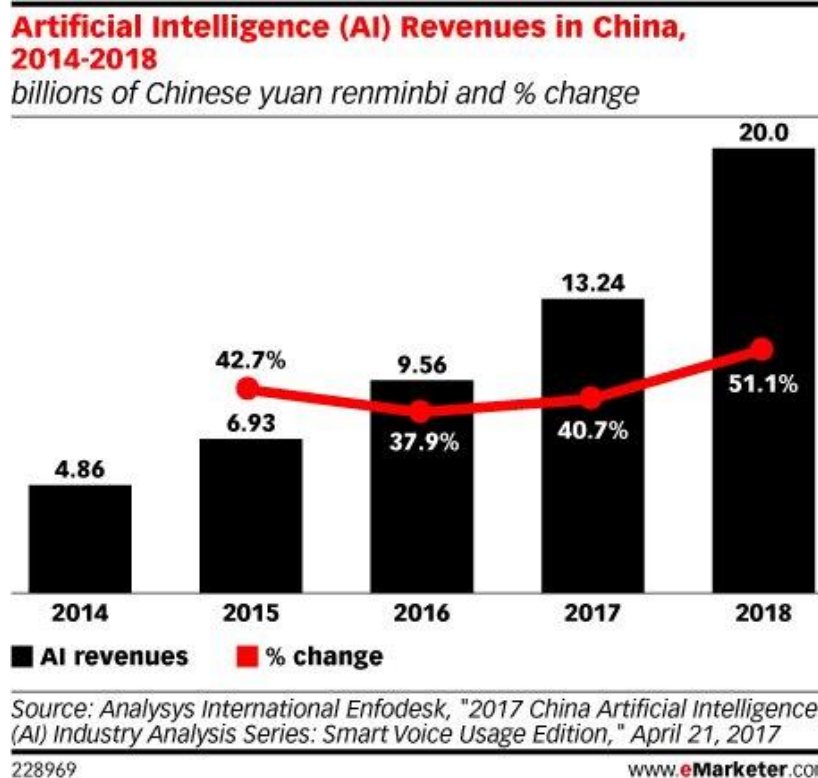 Artificial Intelligence (AI) Revenues in China,
2014-2018
billions of Chinese yuan renminbi and % change
20.0
13.24
42.7%
9.56
51.1%
6.93
37.9%
40.7%
4.86
2014 2015 2016 2017 2018
AI revenues % change
Source: Analysys International Enfodesk, "2017 China Artificial Intelligence
(AI) Industry Analysis Series: Smart Voice Usage Edition," April 21, 2017
228969 www.eMarketer.com